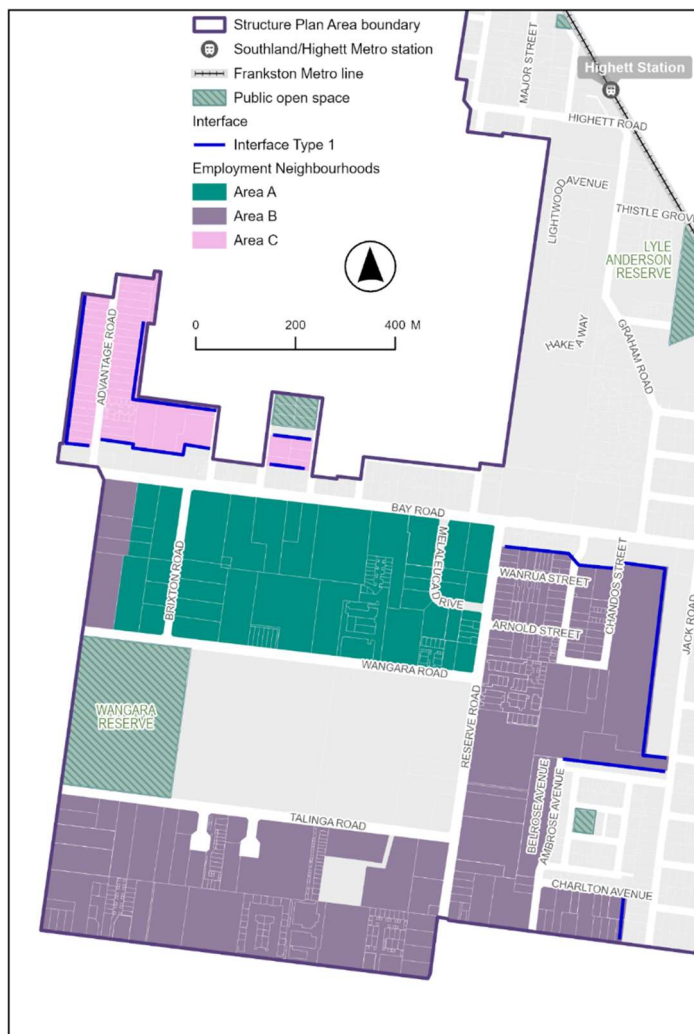 Structure Plan Area boundary
Southland/Highett Metro station
Frankston Metro line
Public open space
Interface
Interface Type 1
Employment Neighbourhoods
Area A
Area B
Area C
0 200 400 M
MAJOR STREET
Highett Station
HIGHETT ROAD
LIGHTWOOD
AVENUE
THISTLE GROVE
LYLE
ANDERSON
RESERVE
HAKE A WAY
GRAHAM ROAD
ADVANTAGE ROAD
BAY ROAD
BRIXTON ROAD
MELALEUCA D
RIVE
WANRUA STREET
CHANDOS STREET
ARNOLD STREET
JACK ROAD
WANGARA ROAD
RESERVE ROAD
WANGARA
RESERVE
TALINGA ROAD
BELROSE AVENUE
AMBROSE AVENUE
CHARLTON AVENUE